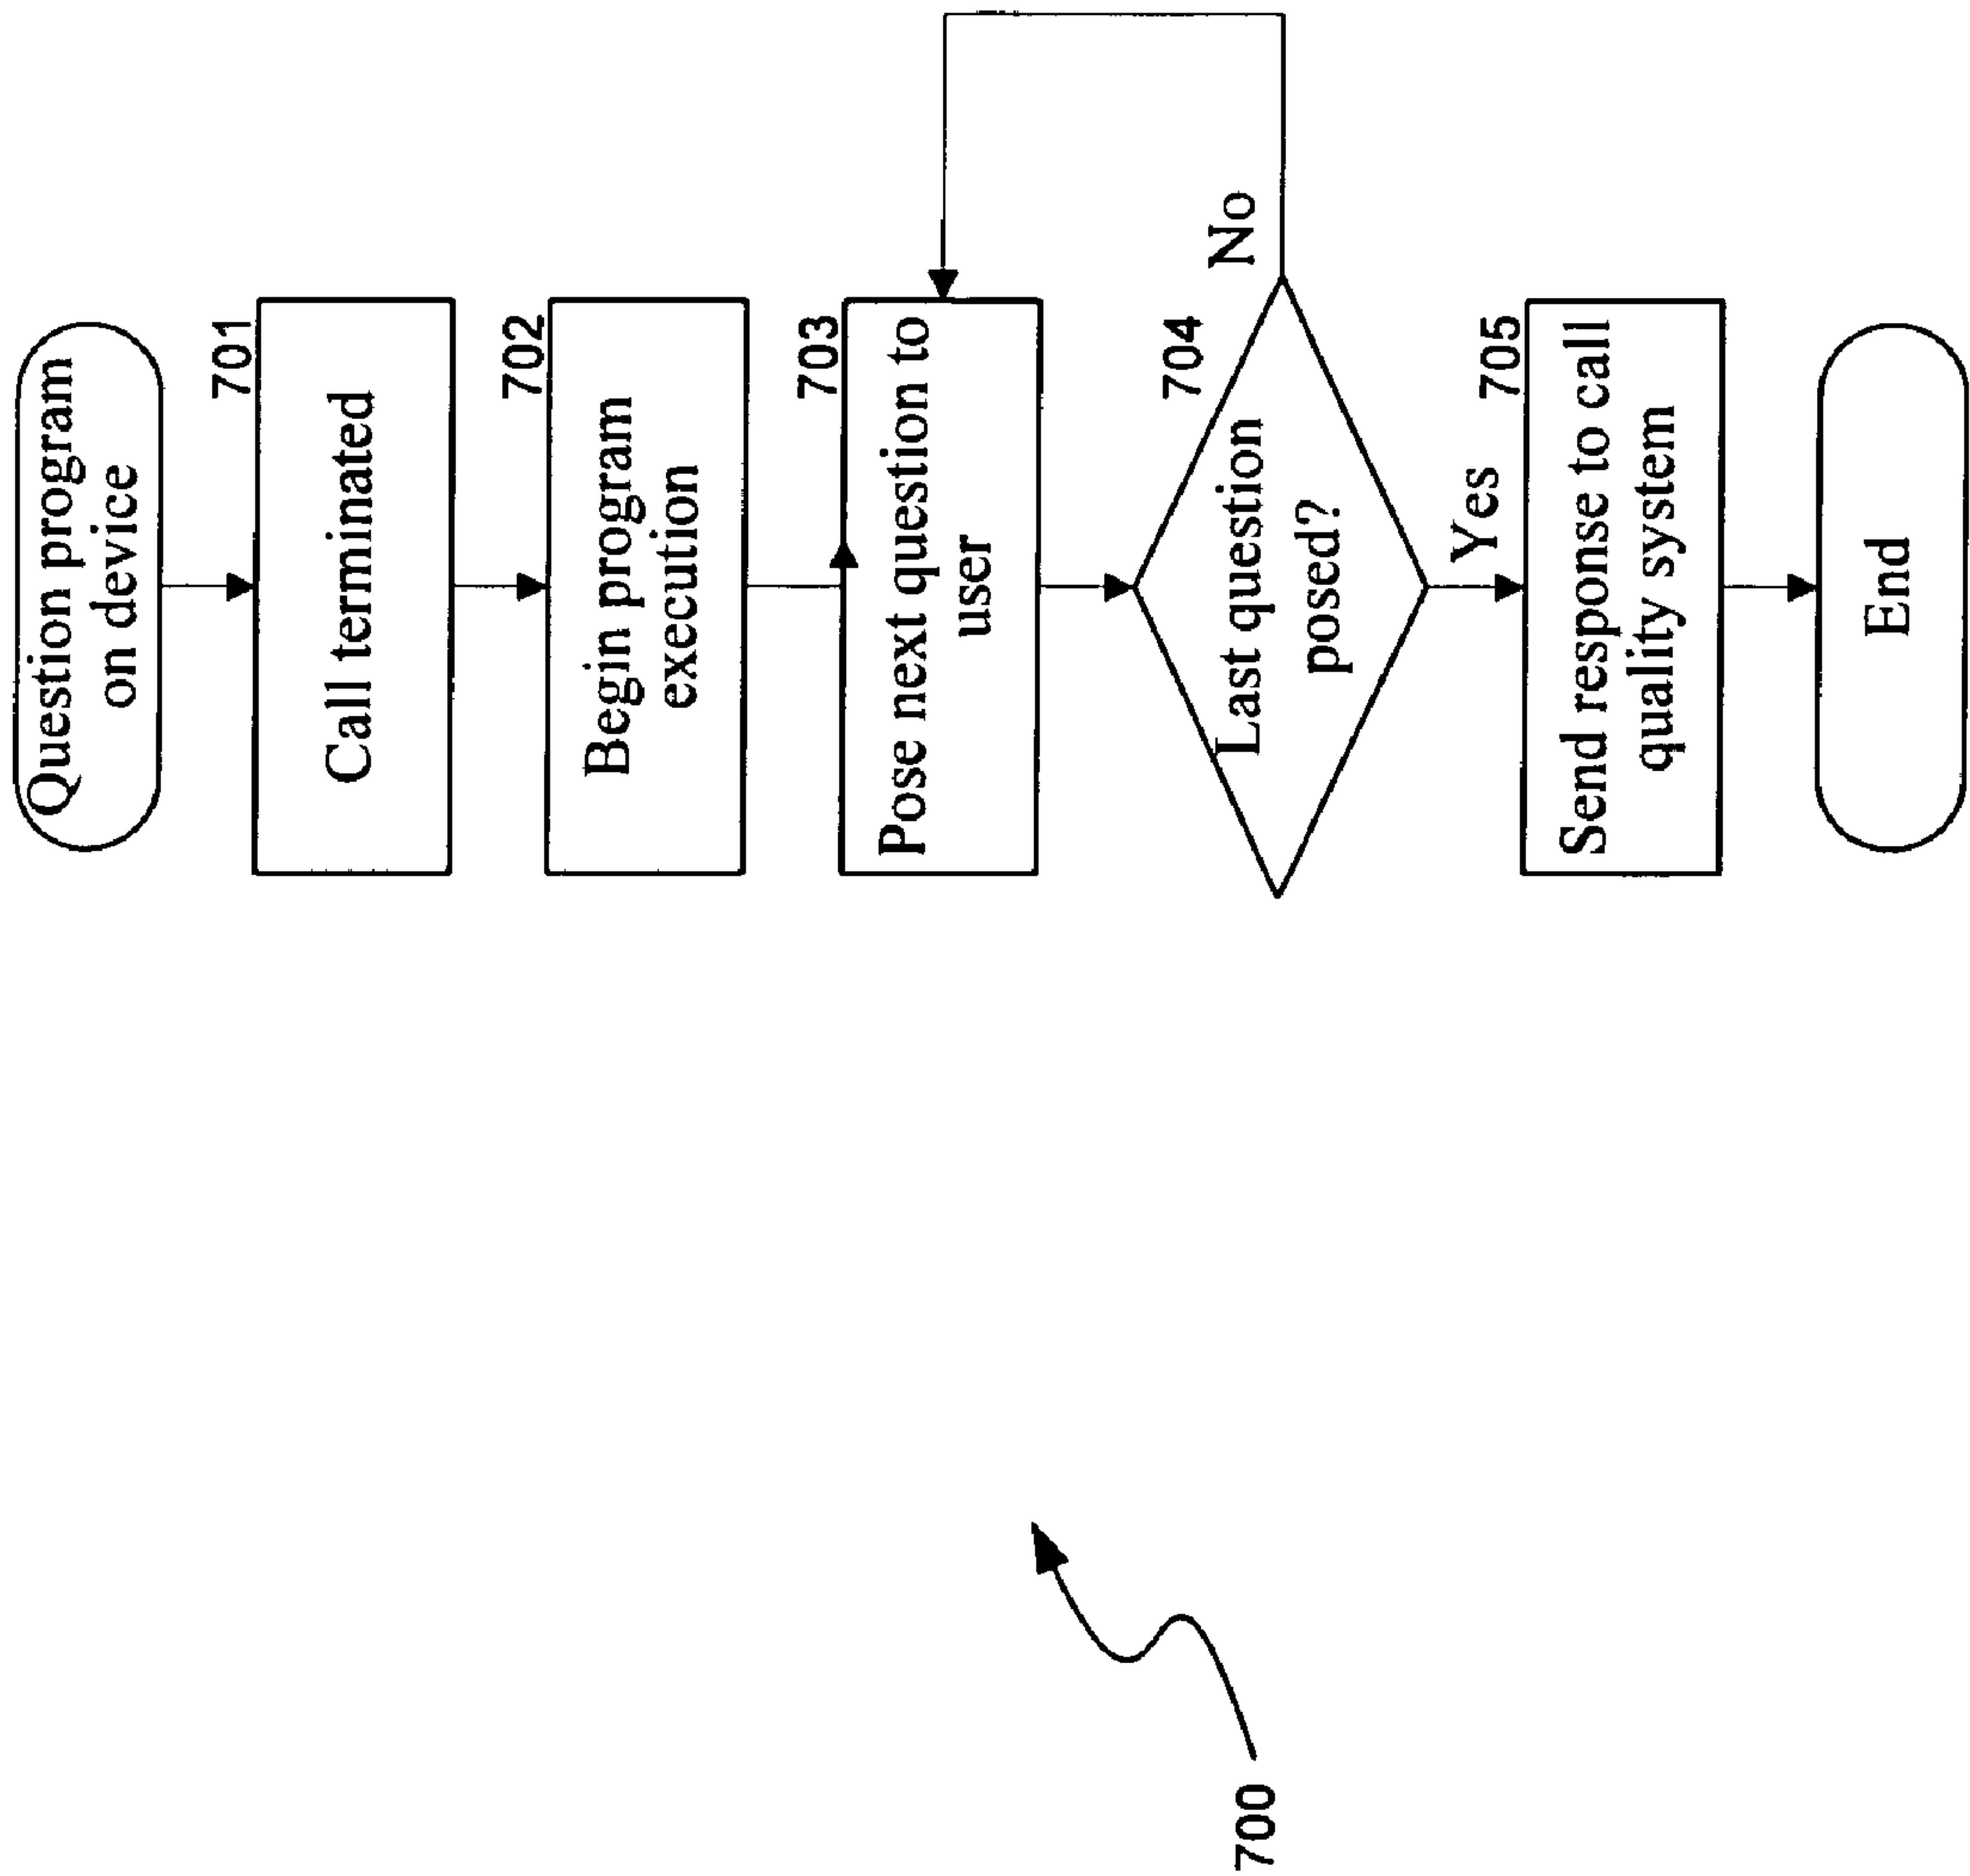 Question program
on device
701
Call terminated
702
Begin program
execution
703
Pose next question to
user
704
Last question
posed?
No
Yes
705
Send response to call
quality system
End
700